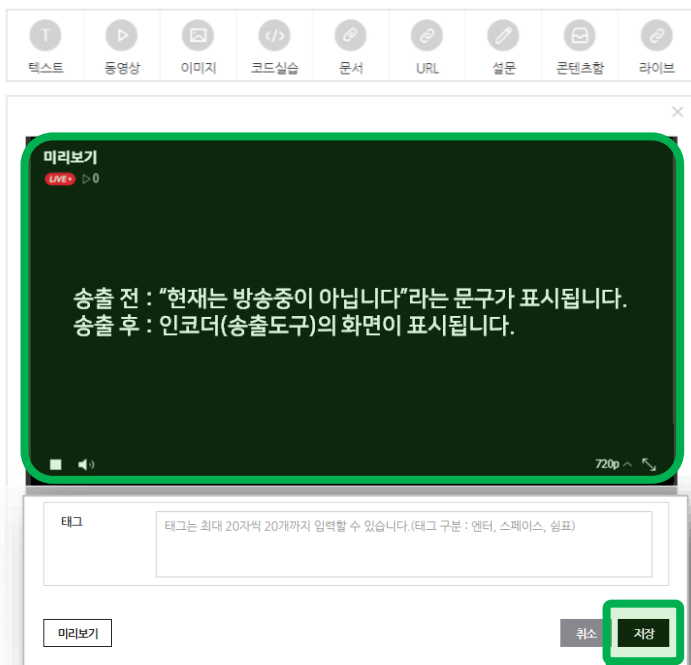 T
텍스트 동영상 이미지 코드실습 문서 URL 설문 콘텐츠함 라이브
미리보기
LIVE 0
송출 전 : “현재는 방송중이 아닙니다”라는 문구가 표시됩니다.
송출 후 : 인코더(송출도구)의 화면이 표시됩니다.
720p
태그
태그는 최대 20자씩 20개까지 입력할 수 있습니다.(태그 구분 : 엔터, 스페이스, 쉼표)
미리보기 취소 저장